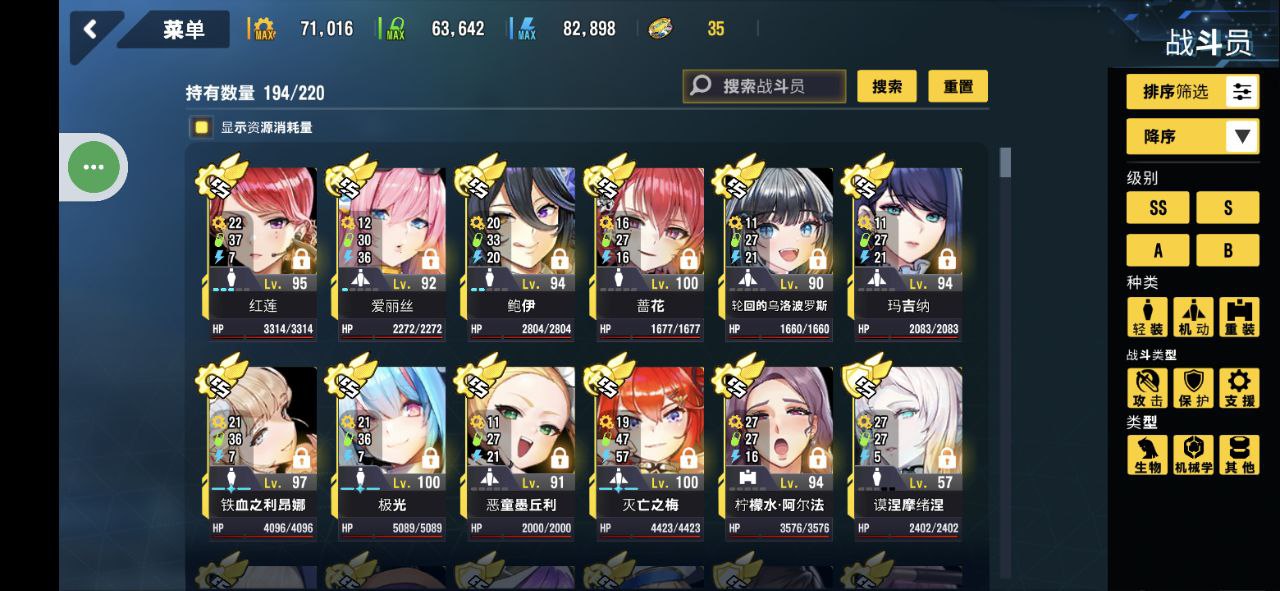 菜单 MAX 71,016 MAX 63,642 MAX 82,898 35
战斗员
持有数量 194/220 搜索战斗员 搜索 重置
显示资源消耗量
SS SS SS SS SS SS
22 12 20 16 11 11
37 30 33 27 27 27
7 36 20 16 21 21
Lv. 95 Lv. 92 Lv. 94 Lv. 100 Lv. 90 Lv. 94
红莲 爱丽丝 鲍伊 蔷花 轮回的乌洛波罗斯 玛吉纳
HP 3314/3314 HP 2272/2272 HP 2804/2804 HP 1677/1677 HP 1660/1660 HP 2083/2083
SS SS SS SS SS SS
21 21 11 19 27 27
36 36 27 47 27 27
7 7 21 57 16 5
Lv. 97 Lv. 100 Lv. 91 Lv. 100 Lv. 94 Lv. 57
铁血之利昂娜 极光 恶童墨丘利 灭亡之梅 柠檬水·阿尔法 谟涅摩绪涅
HP 4096/4096 HP 5089/5089 HP 2000/2000 HP 4423/4423 HP 3576/3576 HP 2402/2402
排序筛选
降序
级别
SS S
A B
种类
轻装 机动 重装
战斗类型
攻击 保护 支援
类型
生物 机械学 其他